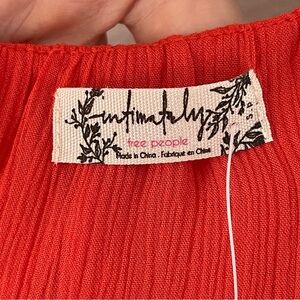 intimately
free people
Made in China . Fabriqué en Chine